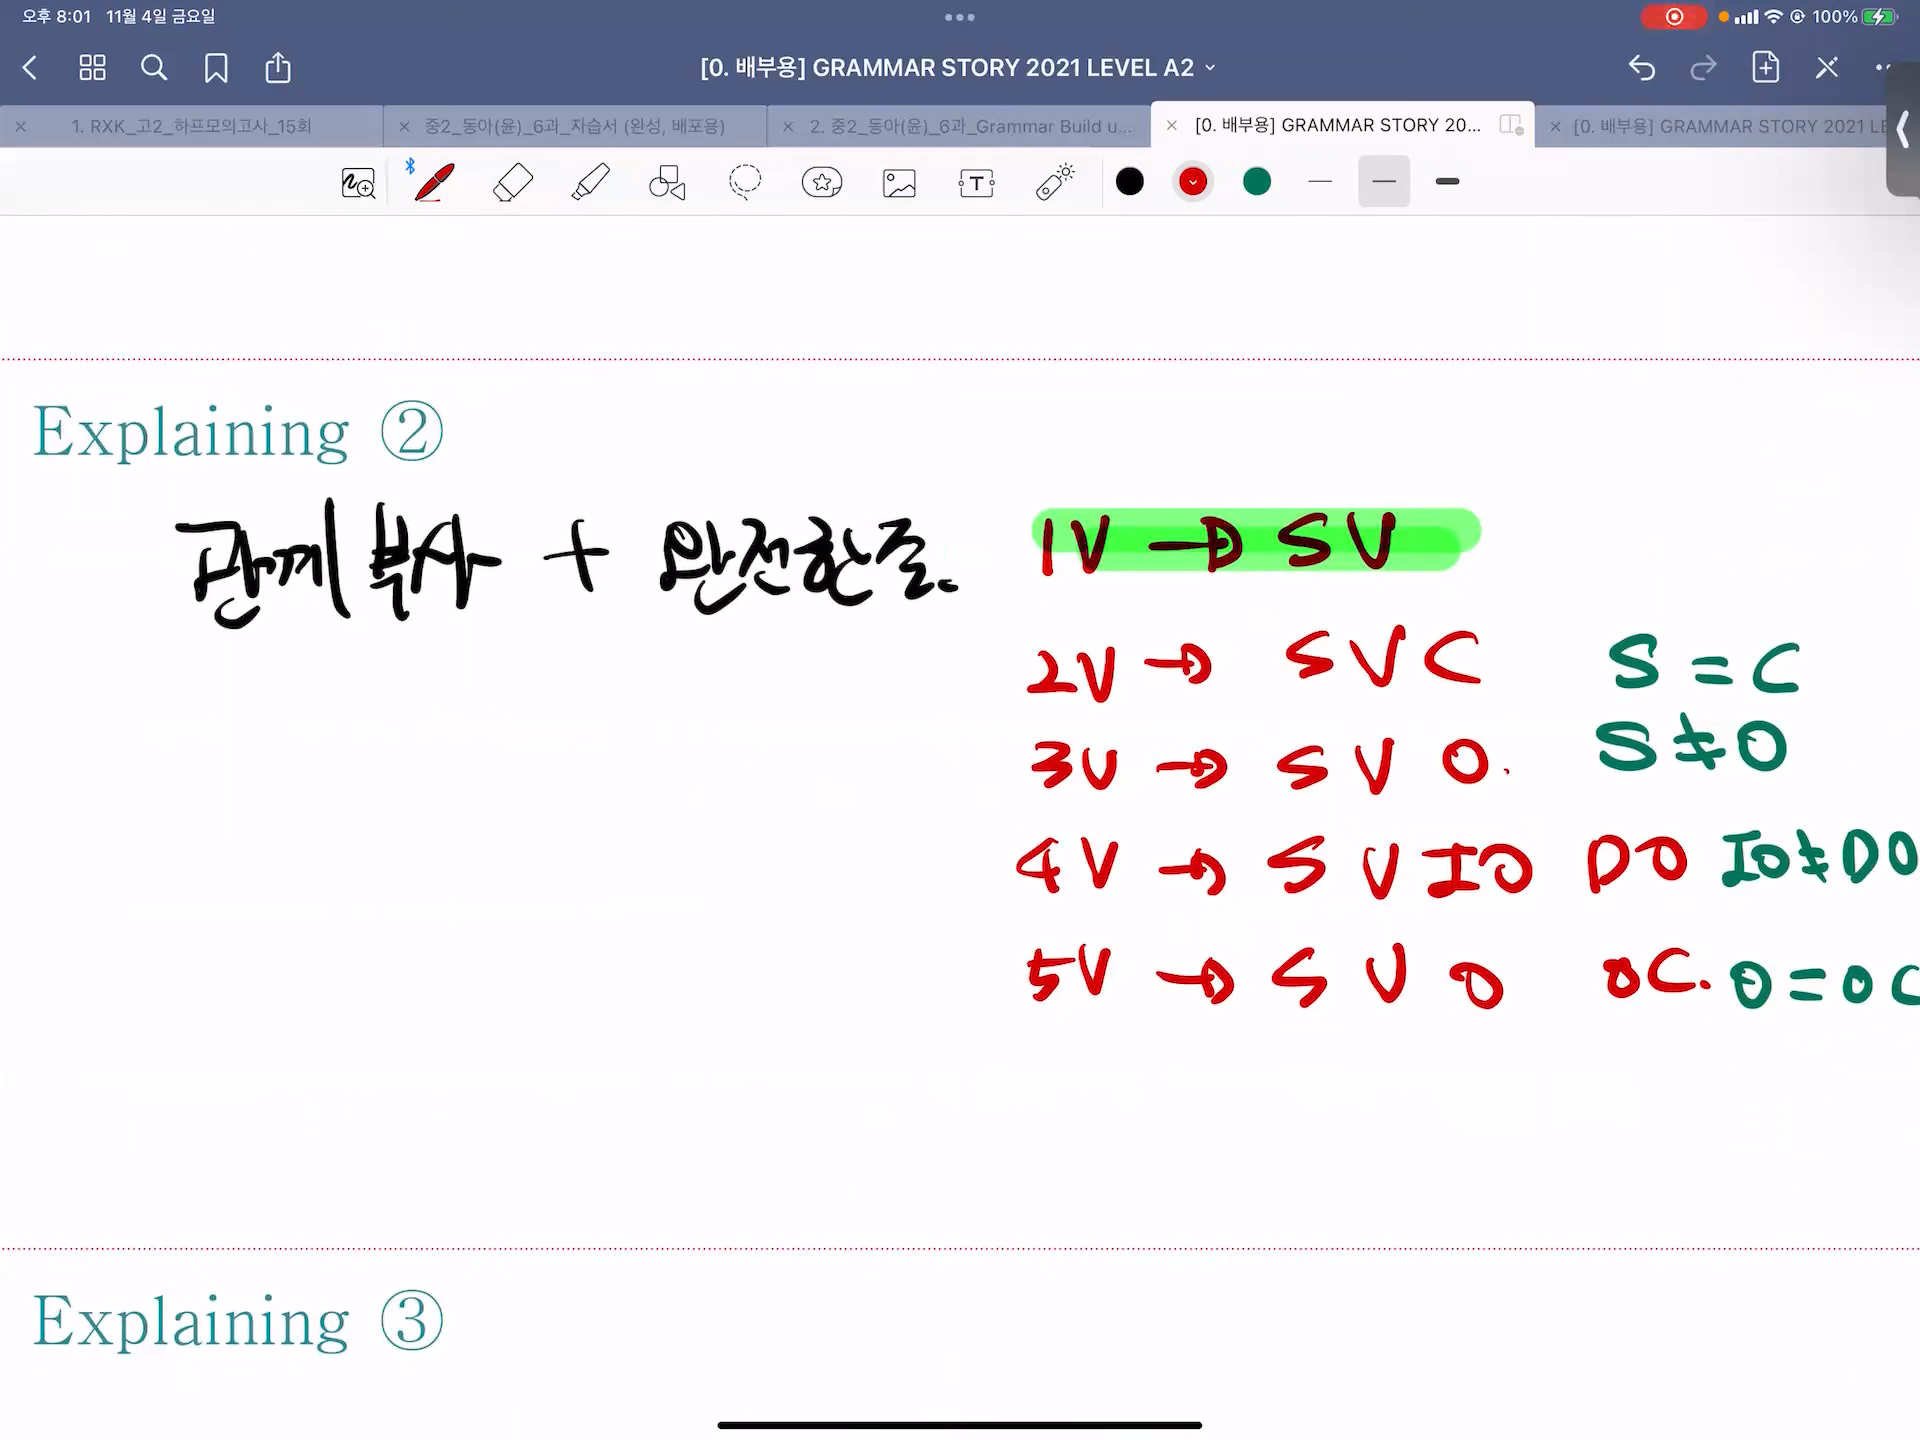 오후 8:01 11월 4일 금요일
100%
[0. 배부용] GRAMMAR STORY 2021 LEVEL A2
1. RXK_고2_하프모의고사_15회
중2_동아(윤)_6과_자습서 (완성, 배포용)
2. 중2_동아(윤)_6과_Grammar Build u...
[0. 배부용] GRAMMAR STORY 20...
[0. 배부용] GRAMMAR STORY 2021 LE
T
Explaining ②
관계부사 + 완전한 절.
1V → S V
2V → S V C S = C
3V → S V O. S ≠ O
4V → S V IO DO IO ≠ DO
5V → S V O OC. O = OC
Explaining ③